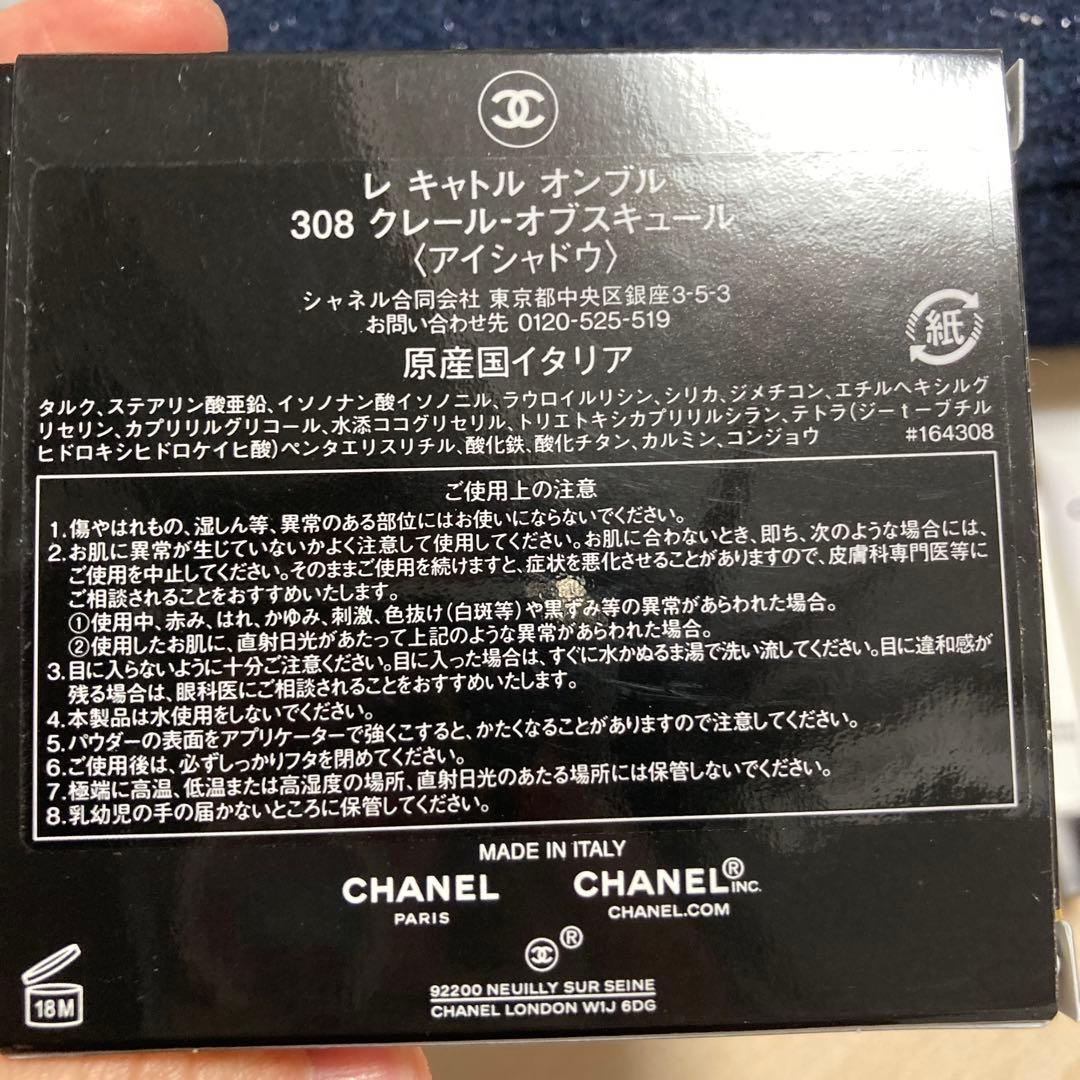 レ キャトル オンブル
308 クレール-オブスキュール
〈アイシャドウ〉
シャネル合同会社 東京都中央区銀座3-5-3
お問い合わせ先 0120-525-519
紙
原産国イタリア
タルク、ステアリン酸亜鉛、イソノナン酸イソノニル、ラウロイルリシン、シリカ、ジメチコン、エチルヘキシルグ
リセリン、カプリリルグリコール、水添ココグリセリル、トリエトキシカプリリルシラン、テトラ(ジーtーブチル
ヒドロキシヒドロケイヒ酸)ペンタエリスリチル、酸化鉄、酸化チタン、カルミン、コンジョウ #164308
ご使用上の注意
1.傷やはれもの、湿しん等、異常のある部位にはお使いにならないでください。
2.お肌に異常が生じていないかよく注意して使用してください。お肌に合わないとき、即ち、次のような場合には、
ご使用を中止してください。そのままご使用を続けますと、症状を悪化させることがありますので、皮膚科専門医等に
ご相談されることをおすすめいたします。
①使用中、赤み、はれ、かゆみ、刺激、色抜け(白斑等)や黒ずみ等の異常があらわれた場合。
②使用したお肌に、直射日光があたって上記のような異常があらわれた場合。
3.目に入らないように十分ご注意ください。目に入った場合は、すぐに水かぬるま湯で洗い流してください。目に違和感が
残る場合は、眼科医にご相談されることをおすすめいたします。
4.本製品は水使用をしないでください。
5.パウダーの表面をアプリケーターで強くこすると、かたくなることがありますので注意してください。
6.ご使用後は、必ずしっかりフタを閉めてください。
7.極端に高温、低温または高湿度の場所、直射日光のあたる場所には保管しないでください。
8.乳幼児の手の届かないところに保管してください。
MADE IN ITALY
CHANEL
PARIS
CHANEL® INC.
CHANEL.COM
®
18M
92200 NEUILLY SUR SEINE
CHANEL LONDON W1J 6DG